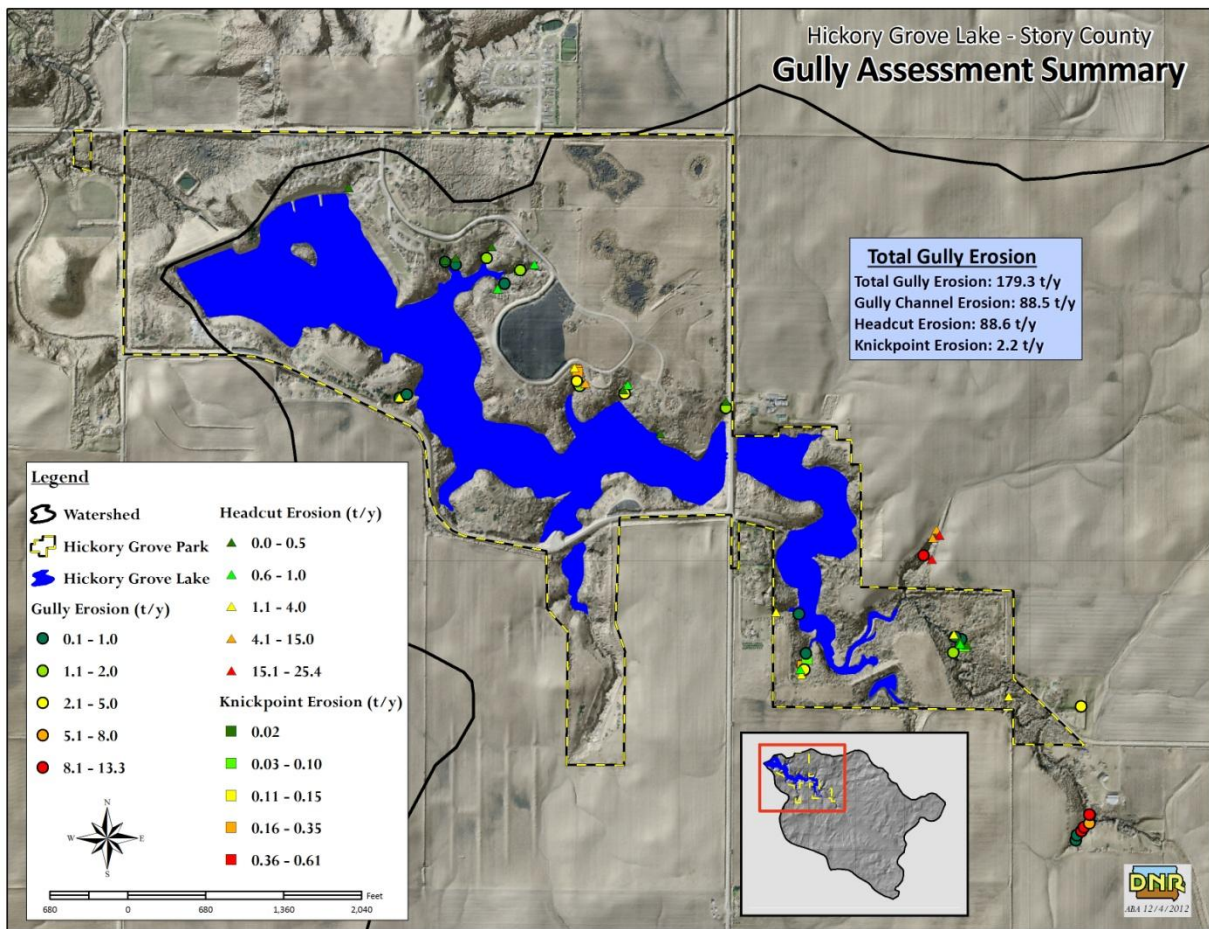 Hickory Grove Lake - Story County
Gully Assessment Summary
Total Gully Erosion
Total Gully Erosion: 179.3 t/y
Gully Channel Erosion: 88.5 t/y
Headcut Erosion: 88.6 t/y
Knickpoint Erosion: 2.2 t/y
Legend
Watershed
Hickory Grove Park
Hickory Grove Lake
Gully Erosion (t/y)
0.1 - 1.0
1.1 - 2.0
2.1 - 5.0
5.1 - 8.0
8.1 - 13.3
Headcut Erosion (t/y)
0.0 - 0.5
0.6 - 1.0
1.1 - 4.0
4.1 - 15.0
15.1 - 25.4
Knickpoint Erosion (t/y)
0.02
0.03 - 0.10
0.11 - 0.15
0.16 - 0.35
0.36 - 0.61
N
W E
S
Feet
680 0 680 1,360 2,040
DNR
ABA 12/4/2012